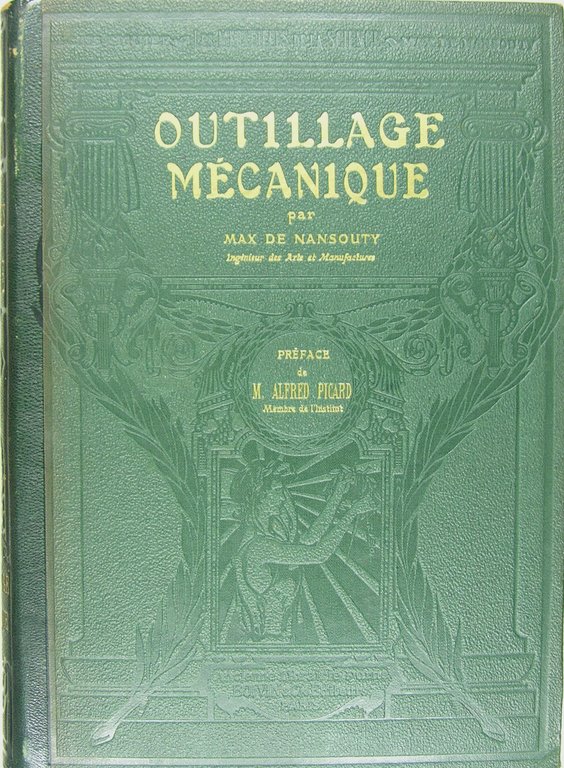 OUTILLAGE
MÉCANIQUE
par
MAX DE NANSOUTY
Ingénieur des Arts et Manufactures
PRÉFACE
de
M. ALFRED PICARD
Membre de l'Institut